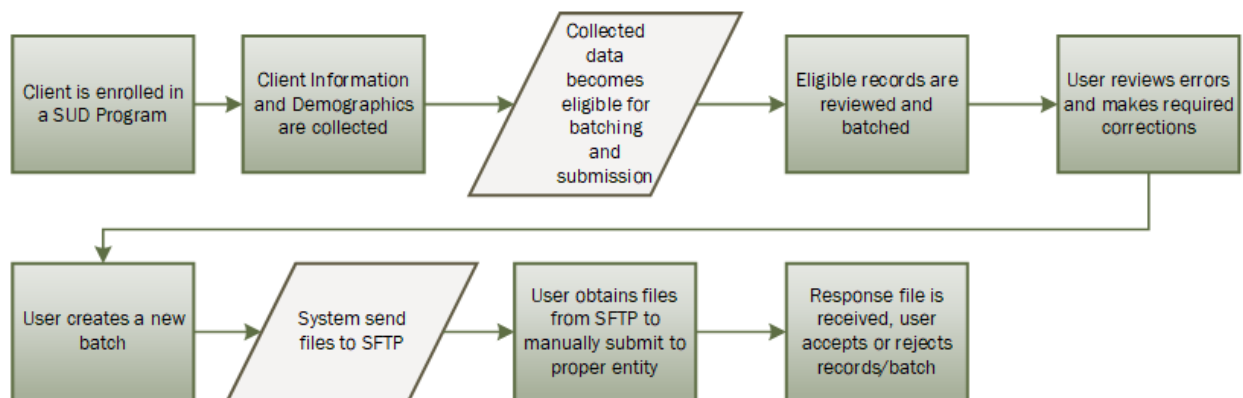 Client is enrolled in
a SUD Program
Client Information
and Demographics
are collected
Collected
data
becomes
eligible for
batching
and
submission
Eligible records are
reviewed and
batched
User reviews errors
and makes required
corrections
User creates a new
batch
System send
files to SFTP
User obtains files
from SFTP to
manually submit to
proper entity
Response file is
received, user
accepts or rejects
records/batch